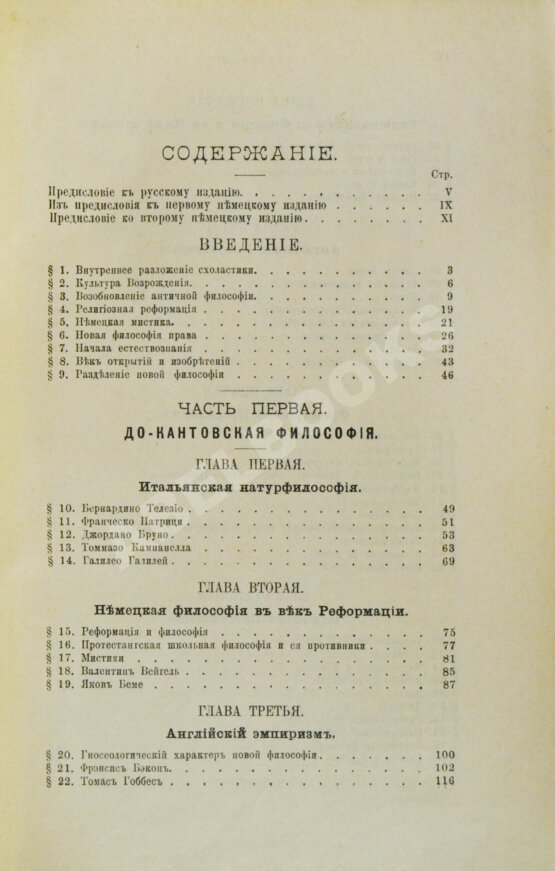 СОДЕРЖАНІЕ.
Стр.
Предисловіе къ русскому изданію. . . . . . . . . . . . V
Изъ предисловія къ первому нѣмецкому изданію . . . . . . IX
Предисловіе ко второму нѣмецкому изданію . . . . . . . XI
ВВЕДЕНІЕ.
§ 1. Внутреннее разложеніе схоластики. . . . . . . . . . . 3
§ 2. Культура Возрожденія. . . . . . . . . . . . . 6
§ 3. Возобновленіе античной философіи. . . . . . . . . . . 9
§ 4. Религіозная реформація . . . . . . . . . . . . 19
§ 5. Нѣмецкая мистика. . . . . . . . . . . . . . 21
§ 6. Новая философія права . . . . . . . . . . . . 26
§ 7. Начала естествознанія . . . . . . . . . . . . 32
§ 8. Вѣкъ открытій и изобрѣтеній . . . . . . . . . . . 43
§ 9. Раздѣленіе новой философіи . . . . . . . . . . . 46
ЧАСТЬ ПЕРВАЯ.
ДО-КАНТОВСКАЯ ФИЛОСОФІЯ.
ГЛАВА ПЕРВАЯ.
Итальянская натурфилософія.
§ 10. Бернардино Телезіо . . . . . . . . . . . . . 49
§ 11. Франческо Патрици . . . . . . . . . . . . . 51
§ 12. Джордано Бруно . . . . . . . . . . . . . . 53
§ 13. Томмазо Кампанелла . . . . . . . . . . . . 63
§ 14. Галилео Галилей . . . . . . . . . . . . . . 69
ГЛАВА ВТОРАЯ.
Нѣмецкая философія въ вѣкъ Реформаціи.
§ 15. Реформація и философія . . . . . . . . . . . . 75
§ 16. Протестантская школьная философія и ея противники . . . . 77
§ 17. Мистики . . . . . . . . . . . . . . . . 81
§ 18. Валентинъ Вейгель . . . . . . . . . . . . . 85
§ 19. Яковъ Беме . . . . . . . . . . . . . . . 87
ГЛАВА ТРЕТЬЯ.
Англійскій эмпиризмъ.
§ 20. Гносеологическій характеръ новой философіи . . . . . . . 100
§ 21. Фрэнсисъ Бэконъ. . . . . . . . . . . . . . 102
§ 22. Томасъ Гоббесъ . . . . . . . . . . . . . . 116